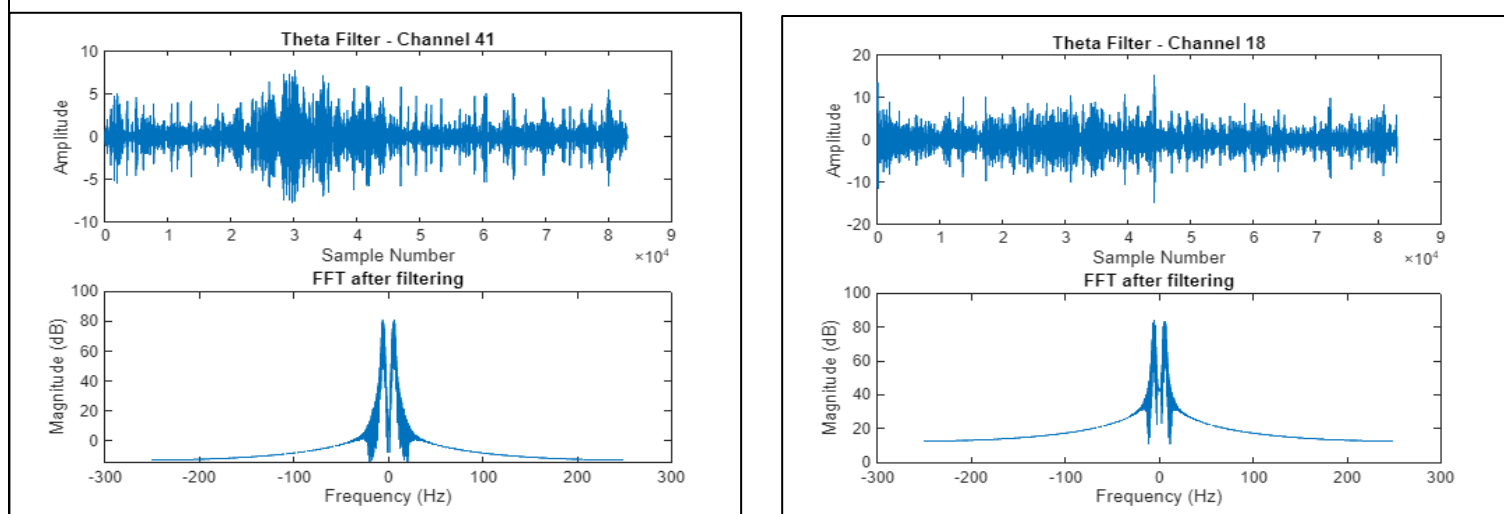 Theta Filter - Channel 41
10
5
0
-5
-10
Amplitude
0 1 2 3 4 5 6 7 8 9
Sample Number
×10⁴
FFT after filtering
100
80
60
40
20
0
Magnitude (dB)
-300 -200 -100 0 100 200 300
Frequency (Hz)
Theta Filter - Channel 18
20
10
0
-10
-20
Amplitude
0 1 2 3 4 5 6 7 8 9
Sample Number
×10⁴
FFT after filtering
100
80
60
40
20
0
Magnitude (dB)
-300 -200 -100 0 100 200 300
Frequency (Hz)